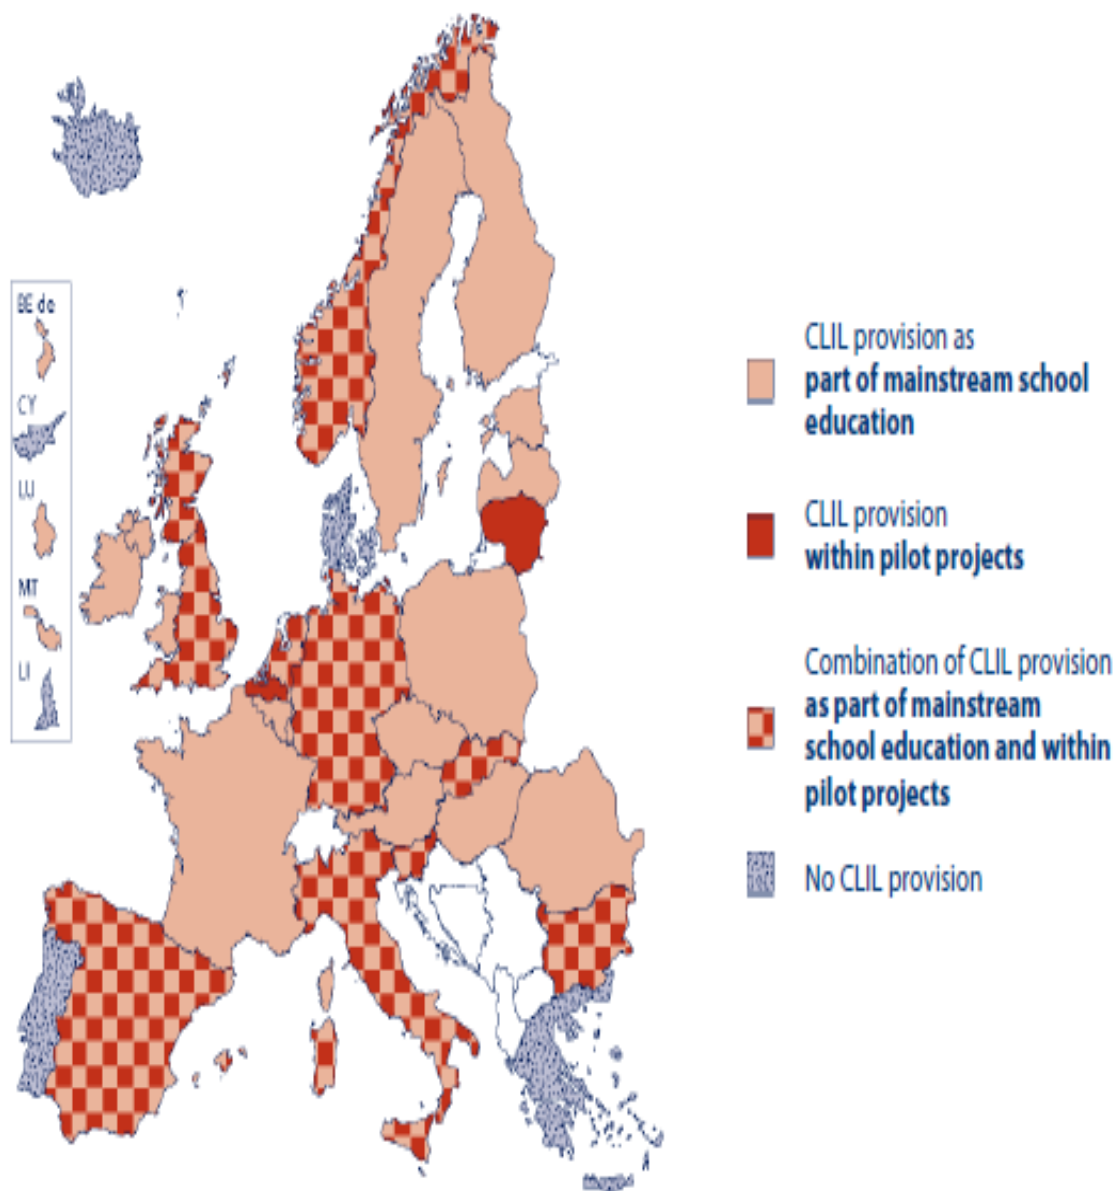 BE de
CY
LU
MT
LI
CLIL provision as
part of mainstream school
education
CLIL provision
within pilot projects
Combination of CLIL provision
as part of mainstream
school education and within
pilot projects
No CLIL provision